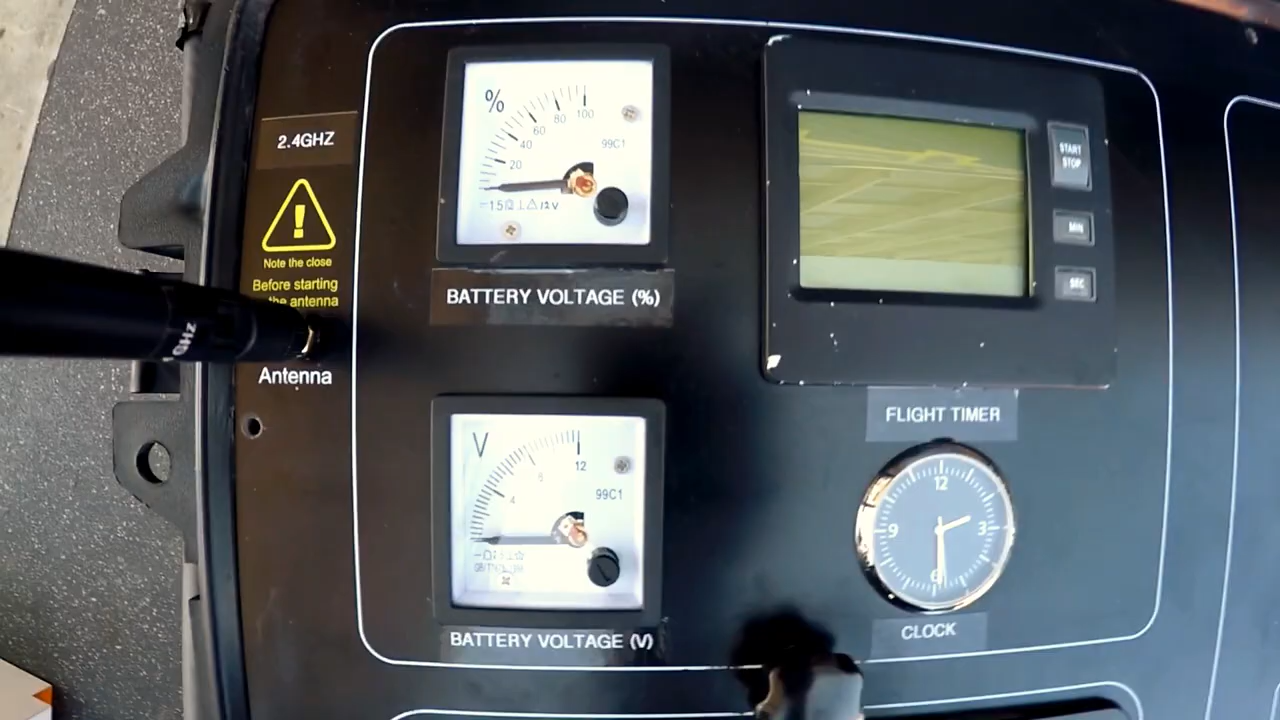 2.4GHZ
!
Note the close
Before starting
the antenna
GHz
Antenna
%
20
40
60
80
100
99C1
BATTERY VOLTAGE (%)
V
4
12
99C1
BATTERY VOLTAGE (V)
START
STOP
MIN
SEC
FLIGHT TIMER
12
9
3
6
CLOCK